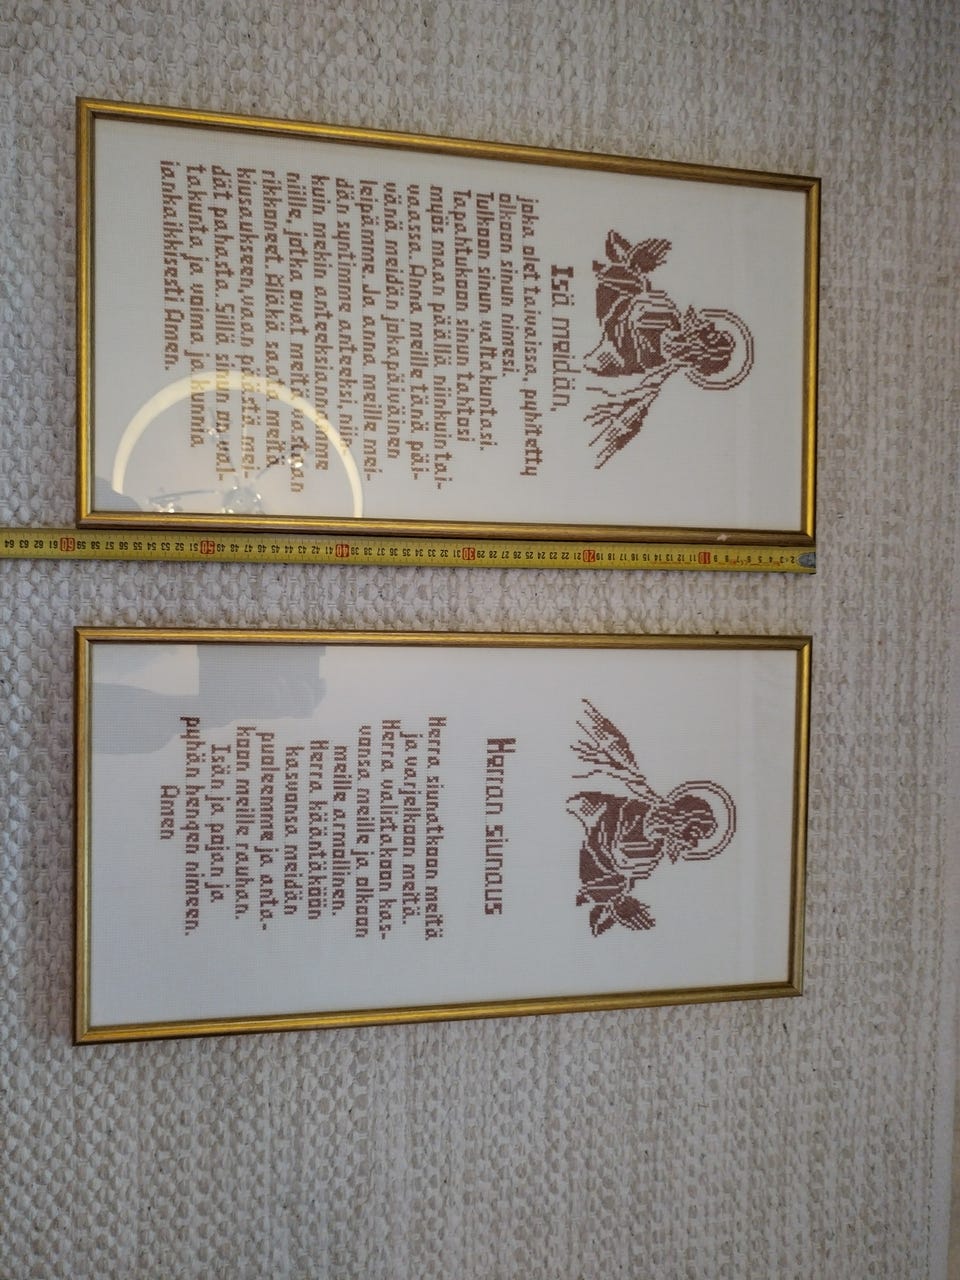 Isä meidän,
joka olet taivaissa, pyhitetty
olkoon sinun nimesi.
Tulkoon sinun valtakuntasi.
Tapahtukoon sinun tahtosi
myös maan päällä niinkuin tai-
vaassa. Anna meille tänä päi-
vänä meidän jokapäiväinen
leipämme. Ja anna meille mei-
dän syntimme anteeksi, niin-
kuin mekin anteeksiannamme
niille, jotka ovat meitä vastaan
rikkoneet. Äläkä saata meitä
kiusaukseen, vaan päästä mei-
dät pahasta. Sillä sinun on val-
takunta ja voima ja kunnia
iankaikkisesti Amen.
Herran siunaus
Herra siunatkoon meitä
ja varjelkoon meitä.
Herra valistakoon kas-
vonsa meille ja olkoon
meille armollinen.
Herra kääntäköön
kasvonsa meidän
puoleemme ja anta-
koon meille rauhan.
Isän ja pojan ja
pyhän hengen nimeen.
Amen